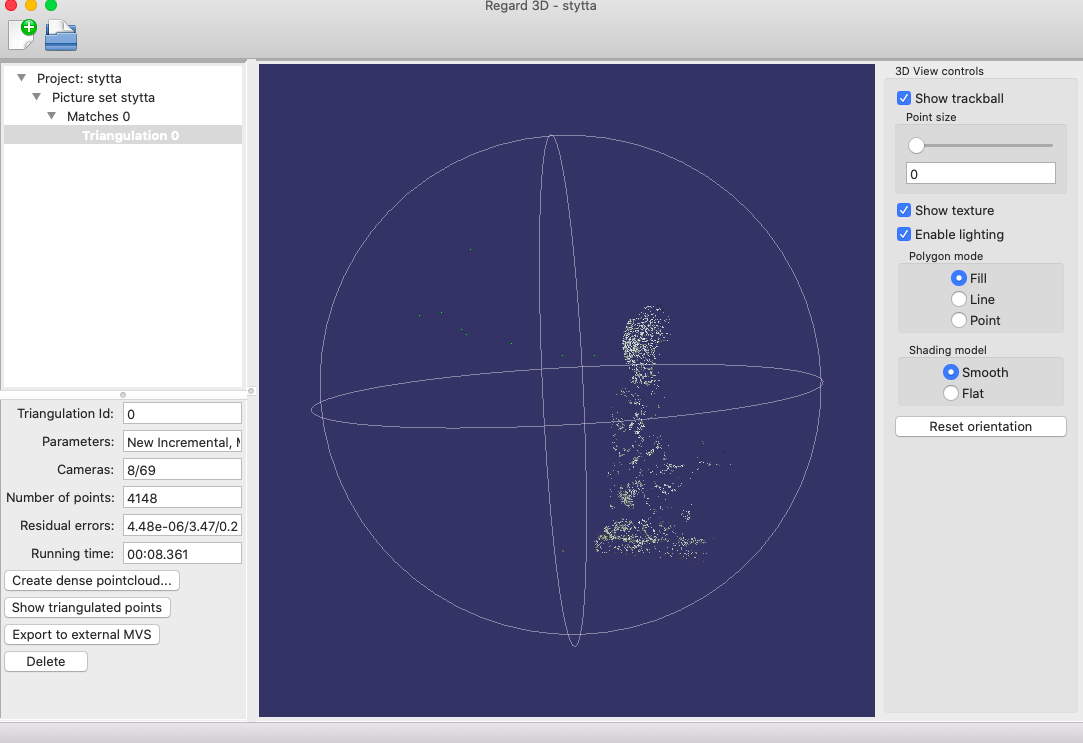 Regard 3D - stytta
Project: stytta
Picture set stytta
Matches 0
Triangulation 0
Triangulation Id: 0
Parameters: New Incremental, M
Cameras: 8/69
Number of points: 4148
Residual errors: 4.48e-06/3.47/0.2
Running time: 00:08.361
Create dense pointcloud...
Show triangulated points
Export to external MVS
Delete
3D View controls
Show trackball
Point size
0
Show texture
Enable lighting
Polygon mode
Fill
Line
Point
Shading model
Smooth
Flat
Reset orientation